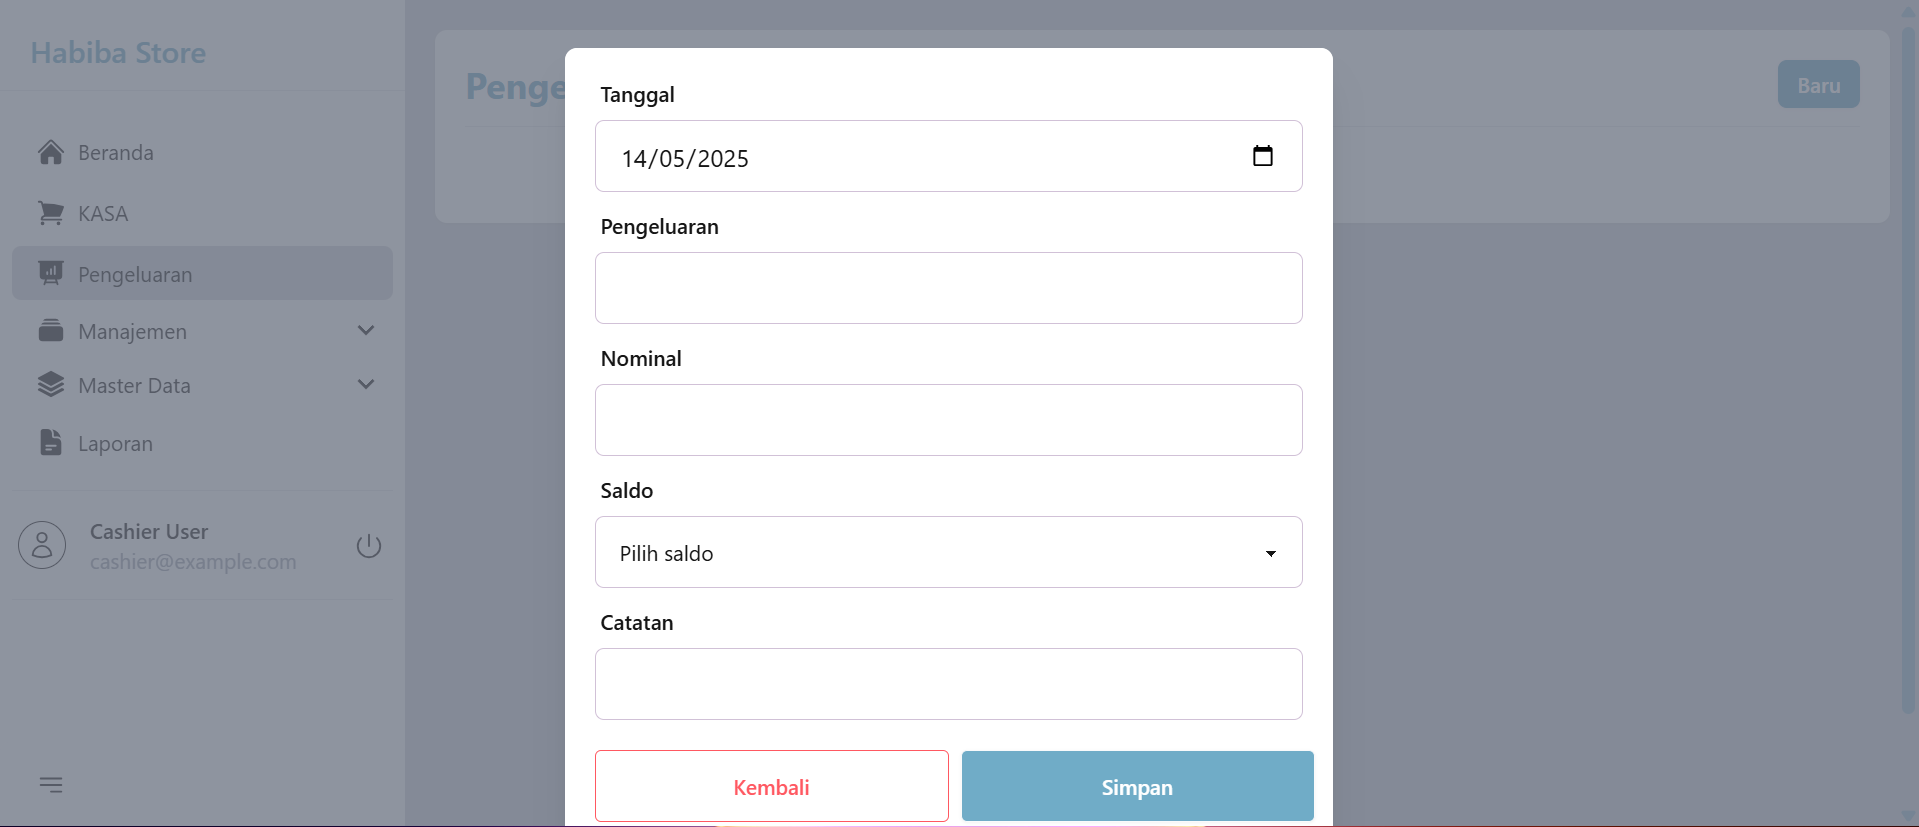 Habiba Store
Beranda
KASA
Pengeluaran
Manajemen
Master Data
Laporan
Cashier User
cashier@example.com
Penge
Baru
Tanggal
14/05/2025
Pengeluaran
Nominal
Saldo
Pilih saldo
Catatan
Kembali
Simpan